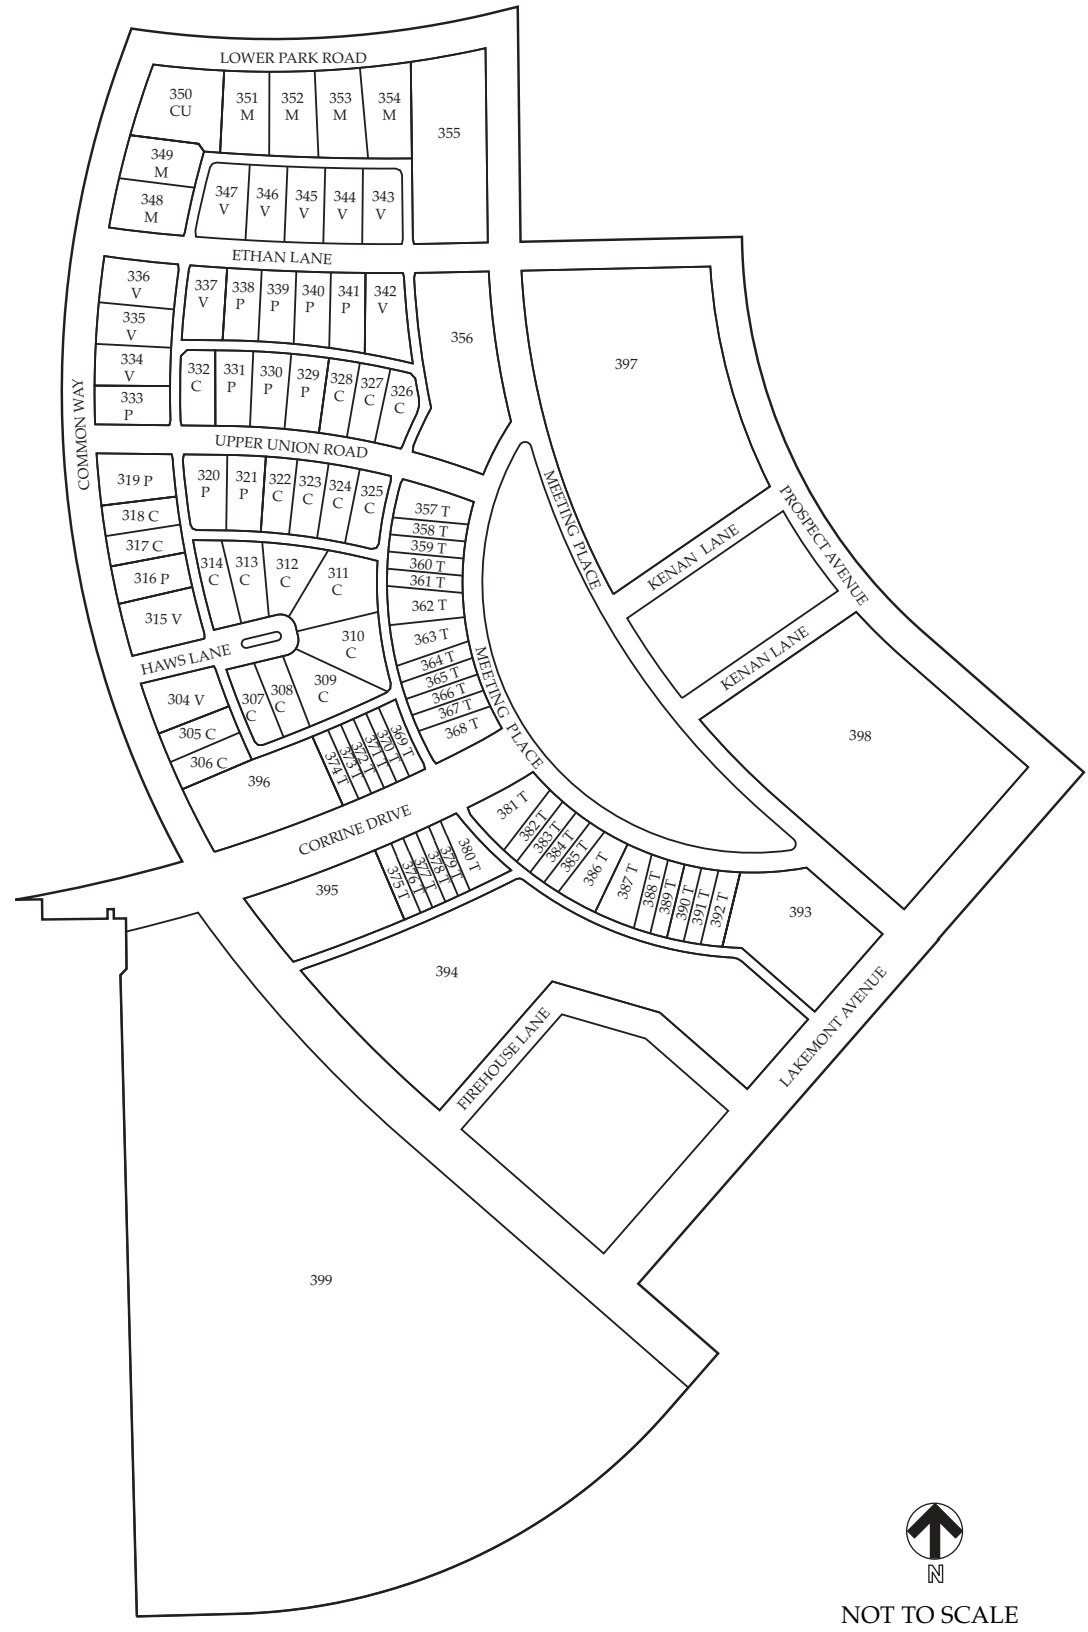 LOWER PARK ROAD
350
CU
351
M
352
M
353
M
354
M
355
349
M
348
M
347
V
346
V
345
V
344
V
343
V
ETHAN LANE
336
V
335
V
334
V
333
P
337
V
338
P
339
P
340
P
341
P
342
V
356
397
332
C
331
P
330
P
329
P
328
C
327
C
326
C
COMMON WAY
UPPER UNION ROAD
319 P
318 C
317 C
316 P
315 V
320
P
321
P
322
C
323
C
324
C
325
C
357 T
358 T
359 T
360 T
361 T
362 T
363 T
364 T
365 T
366 T
367 T
368 T
MEETING PLACE
PROSPECT AVENUE
KENAN LANE
KENAN LANE
314
C
313
C
312
C
311
C
310
C
309
C
308
C
307
C
HAWS LANE
304 V
305 C
306 C
396
374 T
373 T
372 T
371 T
370 T
369 T
MEETING PLACE
398
CORRINE DRIVE
381 T
382 T
383 T
384 T
385 T
386 T
387 T
388 T
389 T
390 T
391 T
392 T
393
395
375 T
376 T
377 T
378 T
379 T
380 T
394
FIREHOUSE LANE
LAKEMONT AVENUE
399
N
NOT TO SCALE